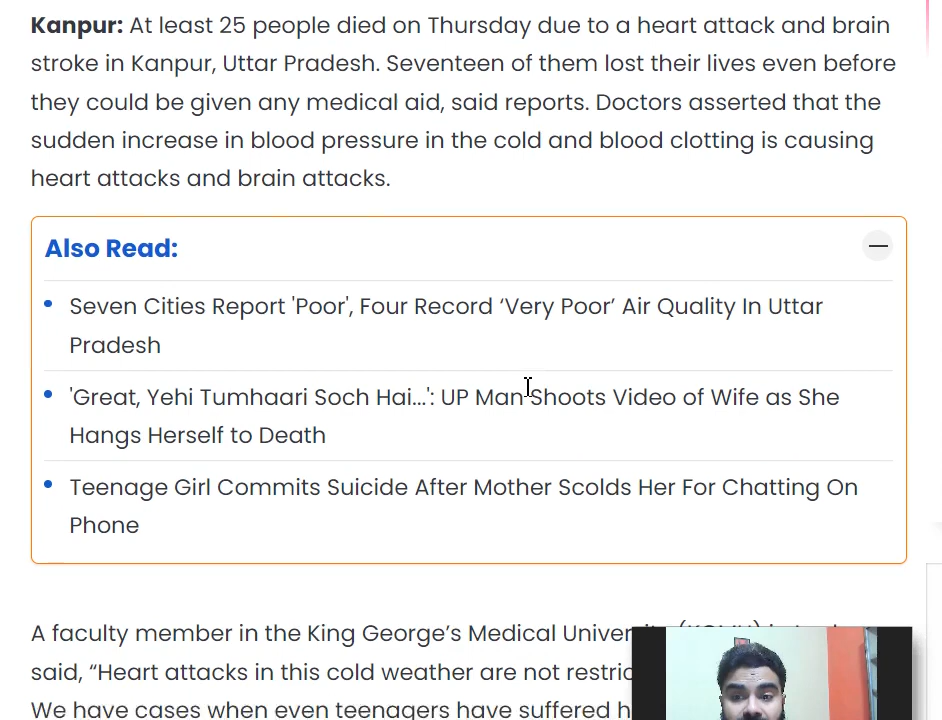 Kanpur: At least 25 people died on Thursday due to a heart attack and brain
stroke in Kanpur, Uttar Pradesh. Seventeen of them lost their lives even before
they could be given any medical aid, said reports. Doctors asserted that the
sudden increase in blood pressure in the cold and blood clotting is causing
heart attacks and brain attacks.
Also Read:
Seven Cities Report 'Poor', Four Record ‘Very Poor’ Air Quality In Uttar
Pradesh
'Great, Yehi Tumhaari Soch Hai...': UP Man Shoots Video of Wife as She
Hangs Herself to Death
Teenage Girl Commits Suicide After Mother Scolds Her For Chatting On
Phone
A faculty member in the King George’s Medical
said, “Heart attacks in this cold weather are not
We have cases when even teenagers have suffered